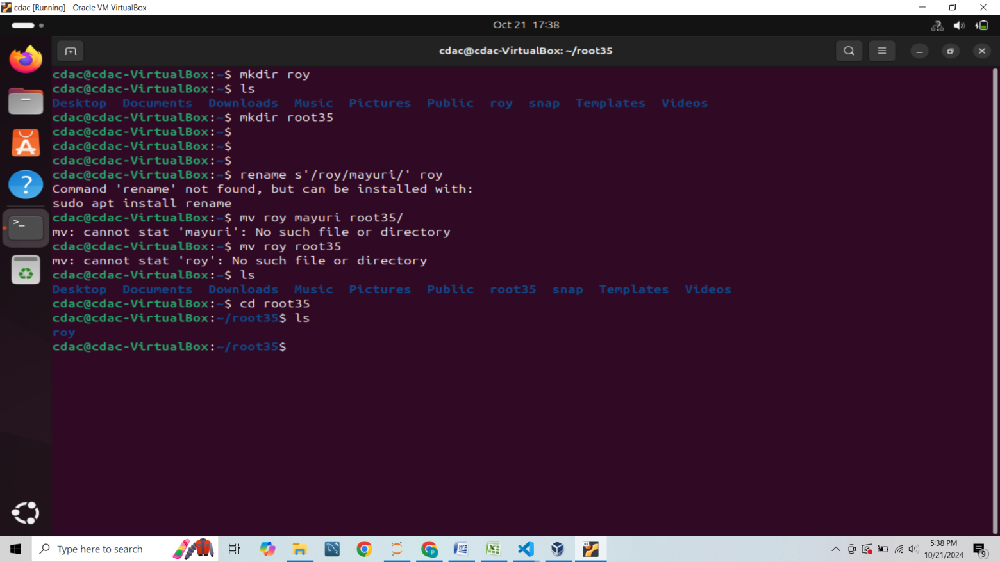 cdac [Running] - Oracle VM VirtualBox
Oct 21 17:38
cdac@cdac-VirtualBox: ~/root35
cdac@cdac-VirtualBox:~$ mkdir roy
cdac@cdac-VirtualBox:~$ ls
Desktop Documents Downloads Music Pictures Public roy snap Templates Videos
cdac@cdac-VirtualBox:~$ mkdir root35
cdac@cdac-VirtualBox:~$
cdac@cdac-VirtualBox:~$
cdac@cdac-VirtualBox:~$
cdac@cdac-VirtualBox:~$ rename s'/roy/mayuri/' roy
Command 'rename' not found, but can be installed with:
sudo apt install rename
cdac@cdac-VirtualBox:~$ mv roy mayuri root35/
mv: cannot stat 'mayuri': No such file or directory
cdac@cdac-VirtualBox:~$ mv roy root35
mv: cannot stat 'roy': No such file or directory
cdac@cdac-VirtualBox:~$ ls
Desktop Documents Downloads Music Pictures Public root35 snap Templates Videos
cdac@cdac-VirtualBox:~$ cd root35
cdac@cdac-VirtualBox:~/root35$ ls
roy
cdac@cdac-VirtualBox:~/root35$
Type here to search
5:38 PM
10/21/2024
9